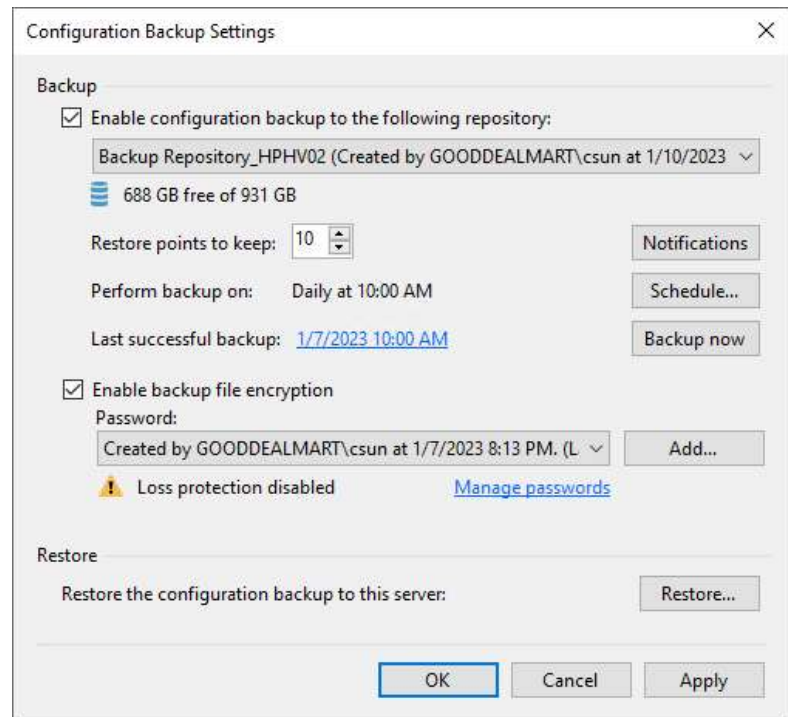 Configuration Backup Settings
Backup
Enable configuration backup to the following repository:
Backup Repository_HPHV02 (Created by GOODDEALMART\csun at 1/10/2023
688 GB free of 931 GB
Restore points to keep: 10 Notifications
Perform backup on: Daily at 10:00 AM Schedule...
Last successful backup: 1/7/2023 10:00 AM Backup now
Enable backup file encryption
Password:
Created by GOODDEALMART\csun at 1/7/2023 8:13 PM. (L Add...
Loss protection disabled Manage passwords
Restore
Restore the configuration backup to this server: Restore...
OK Cancel Apply